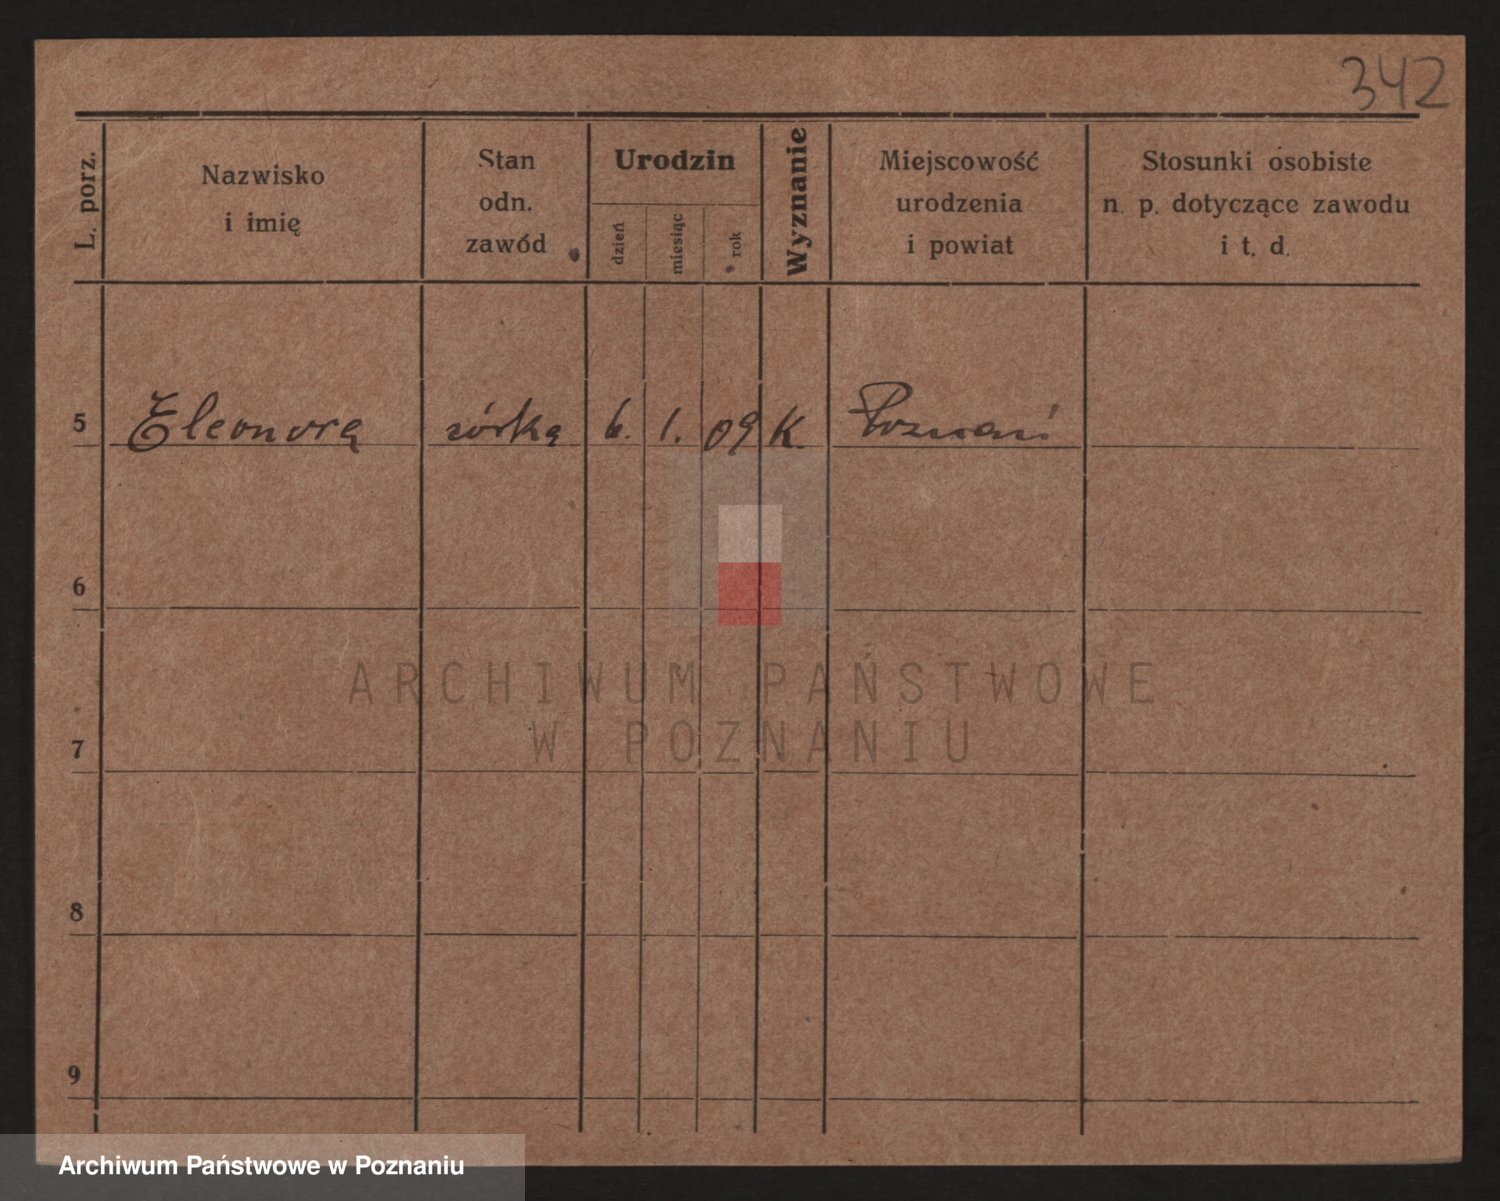 342
L. porz.
Nazwisko
i imię
Stan
odn.
zawód
Urodzin
dzień
miesiąc
rok
Wyznanie
Miejscowość
urodzenia
i powiat
Stosunki osobiste
n. p. dotyczące zawodu
i t. d.
5 Eleonora córka 6. 1. 09 K. Poznań
6
7
8
9
ARCHIWUM PAŃSTWOWE
W POZNANIU
Archiwum Państwowe w Poznaniu